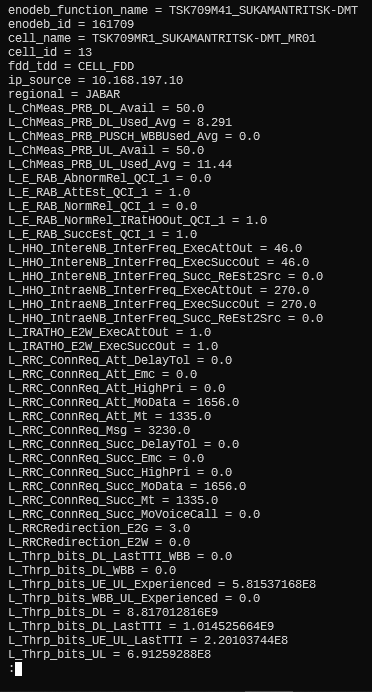 enodeb_function_name = TSK709M41_SUKAMANTRITSK-DMT
enodeb_id = 161709
cell_name = TSK709MR1_SUKAMANTRITSK-DMT_MR01
cell_id = 13
fdd_tdd = CELL_FDD
ip_source = 10.168.197.10
regional = JABAR
L_ChMeas_PRB_DL_Avail = 50.0
L_ChMeas_PRB_DL_Used_Avg = 8.291
L_ChMeas_PRB_PUSCH_WBBUsed_Avg = 0.0
L_ChMeas_PRB_UL_Avail = 50.0
L_ChMeas_PRB_UL_Used_Avg = 11.44
L_E_RAB_AbnormRel_QCI_1 = 0.0
L_E_RAB_AttEst_QCI_1 = 1.0
L_E_RAB_NormRel_QCI_1 = 0.0
L_E_RAB_NormRel_IRatHOOut_QCI_1 = 1.0
L_E_RAB_SuccEst_QCI_1 = 1.0
L_HHO_IntereNB_InterFreq_ExecAttOut = 46.0
L_HHO_IntereNB_InterFreq_ExecSuccOut = 46.0
L_HHO_IntereNB_InterFreq_Succ_ReEst2Src = 0.0
L_HHO_IntraeNB_InterFreq_ExecAttOut = 270.0
L_HHO_IntraeNB_InterFreq_ExecSuccOut = 270.0
L_HHO_IntraeNB_InterFreq_Succ_ReEst2Src = 0.0
L_IRATHO_E2W_ExecAttOut = 1.0
L_IRATHO_E2W_ExecSuccOut = 1.0
L_RRC_ConnReq_Att_DelayTol = 0.0
L_RRC_ConnReq_Att_Emc = 0.0
L_RRC_ConnReq_Att_HighPri = 0.0
L_RRC_ConnReq_Att_MoData = 1656.0
L_RRC_ConnReq_Att_Mt = 1335.0
L_RRC_ConnReq_Msg = 3230.0
L_RRC_ConnReq_Succ_DelayTol = 0.0
L_RRC_ConnReq_Succ_Emc = 0.0
L_RRC_ConnReq_Succ_HighPri = 0.0
L_RRC_ConnReq_Succ_MoData = 1656.0
L_RRC_ConnReq_Succ_Mt = 1335.0
L_RRC_ConnReq_Succ_MoVoiceCall = 0.0
L_RRCRedirection_E2G = 3.0
L_RRCRedirection_E2W = 0.0
L_Thrp_bits_DL_LastTTI_WBB = 0.0
L_Thrp_bits_DL_WBB = 0.0
L_Thrp_bits_UE_UL_Experienced = 5.81537168E8
L_Thrp_bits_WBB_UL_Experienced = 0.0
L_Thrp_bits_DL = 8.817012816E9
L_Thrp_bits_DL_LastTTI = 1.014525664E9
L_Thrp_bits_UE_UL_LastTTI = 2.20103744E8
L_Thrp_bits_UL = 6.91259288E8
: